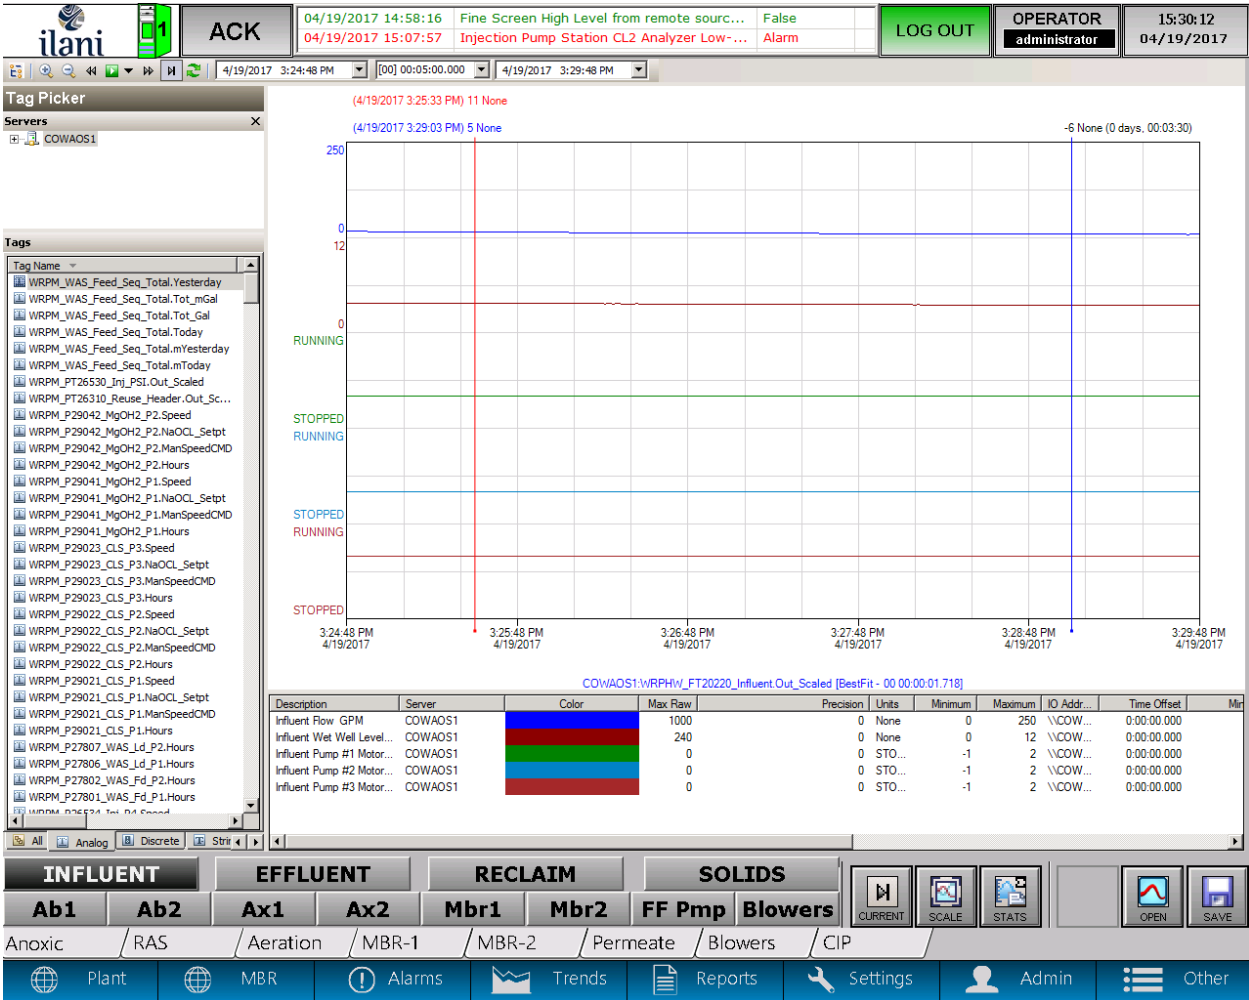 ilani
1
ACK
04/19/2017 14:58:16 Fine Screen High Level from remote sourc... False
04/19/2017 15:07:57 Injection Pump Station CL2 Analyzer Low-... Alarm
LOG OUT
OPERATOR
administrator
15:30:12
04/19/2017
4/19/2017 3:24:48 PM
[00] 00:05:00.000
4/19/2017 3:29:48 PM
Tag Picker
Servers
COWAOS1
Tags
Tag Name
WRPM_WAS_Feed_Seq_Total.Yesterday
WRPM_WAS_Feed_Seq_Total.Tot_mGal
WRPM_WAS_Feed_Seq_Total.Tot_Gal
WRPM_WAS_Feed_Seq_Total.Today
WRPM_WAS_Feed_Seq_Total.mYesterday
WRPM_WAS_Feed_Seq_Total.mToday
WRPM_PT26530_Inj_PSI.Out_Scaled
WRPM_PT26310_Reuse_Header.Out_Sc...
WRPM_P29042_MgOH2_P2.Speed
WRPM_P29042_MgOH2_P2.NaOCL_Setpt
WRPM_P29042_MgOH2_P2.ManSpeedCMD
WRPM_P29042_MgOH2_P2.Hours
WRPM_P29041_MgOH2_P1.Speed
WRPM_P29041_MgOH2_P1.NaOCL_Setpt
WRPM_P29041_MgOH2_P1.ManSpeedCMD
WRPM_P29041_MgOH2_P1.Hours
WRPM_P29023_CLS_P3.Speed
WRPM_P29023_CLS_P3.NaOCL_Setpt
WRPM_P29023_CLS_P3.ManSpeedCMD
WRPM_P29023_CLS_P3.Hours
WRPM_P29022_CLS_P2.Speed
WRPM_P29022_CLS_P2.NaOCL_Setpt
WRPM_P29022_CLS_P2.ManSpeedCMD
WRPM_P29022_CLS_P2.Hours
WRPM_P29021_CLS_P1.Speed
WRPM_P29021_CLS_P1.NaOCL_Setpt
WRPM_P29021_CLS_P1.ManSpeedCMD
WRPM_P29021_CLS_P1.Hours
WRPM_P27807_WAS_Ld_P2.Hours
WRPM_P27806_WAS_Ld_P1.Hours
WRPM_P27802_WAS_Fd_P2.Hours
WRPM_P27801_WAS_Fd_P1.Hours
WRPM_P26534_Inj_P4.Speed
All Analog Discrete Strin
(4/19/2017 3:25:33 PM) 11 None
(4/19/2017 3:29:03 PM) 5 None
-6 None (0 days, 00:03:30)
250
0
12
0
RUNNING
STOPPED
RUNNING
STOPPED
RUNNING
STOPPED
3:24:48 PM 3:25:48 PM 3:26:48 PM 3:27:48 PM 3:28:48 PM 3:29:48 PM
4/19/2017 4/19/2017 4/19/2017 4/19/2017 4/19/2017 4/19/2017
COWAOS1:WRPHW_FT20220_Influent.Out_Scaled [BestFit - 00 00:00:01.718]
Description Server Color Max Raw Precision Units Minimum Maximum IO Addr... Time Offset Min
Influent Flow GPM COWAOS1 1000 0 None 0 250 \\COW... 0:00:00.000
Influent Wet Well Level... COWAOS1 240 0 None 0 12 \\COW... 0:00:00.000
Influent Pump #1 Motor... COWAOS1 0 0 STO... -1 2 \\COW... 0:00:00.000
Influent Pump #2 Motor... COWAOS1 0 0 STO... -1 2 \\COW... 0:00:00.000
Influent Pump #3 Motor... COWAOS1 0 0 STO... -1 2 \\COW... 0:00:00.000
INFLUENT EFFLUENT RECLAIM SOLIDS
Ab1 Ab2 Ax1 Ax2 Mbr1 Mbr2 FF Pmp Blowers
CURRENT SCALE STATS OPEN SAVE
Anoxic RAS Aeration MBR-1 MBR-2 Permeate Blowers CIP
Plant MBR Alarms Trends Reports Settings Admin Other